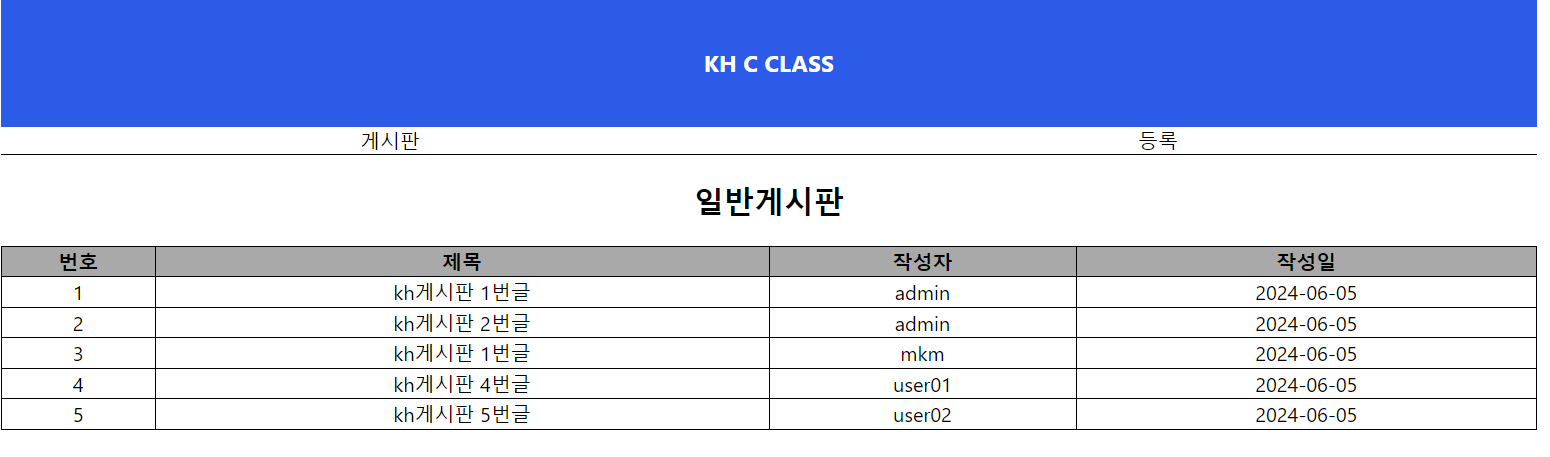 KH C CLASS
게시판 등록
일반게시판
번호 제목 작성자 작성일
1 kh게시판 1번글 admin 2024-06-05
2 kh게시판 2번글 admin 2024-06-05
3 kh게시판 1번글 mkm 2024-06-05
4 kh게시판 4번글 user01 2024-06-05
5 kh게시판 5번글 user02 2024-06-05